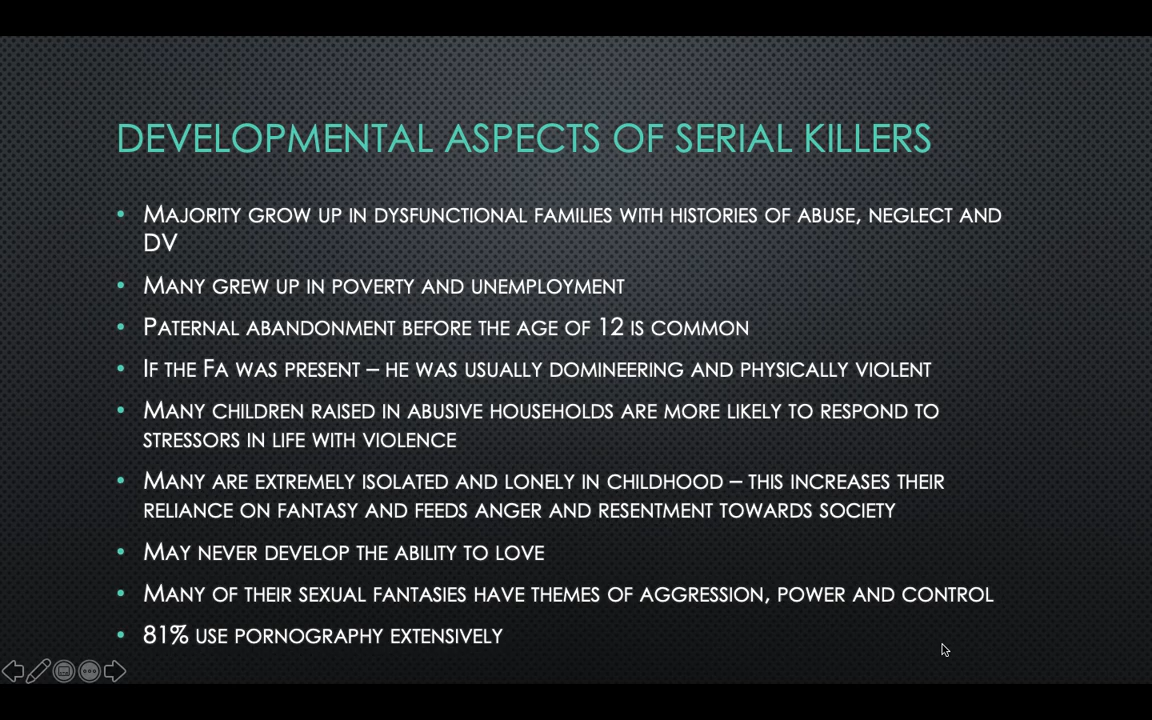 DEVELOPMENTAL ASPECTS OF SERIAL KILLERS
• MAJORITY GROW UP IN DYSFUNCTIONAL FAMILIES WITH HISTORIES OF ABUSE, NEGLECT AND
DV
• MANY GREW UP IN POVERTY AND UNEMPLOYMENT
• PATERNAL ABANDONMENT BEFORE THE AGE OF 12 IS COMMON
• IF THE FA WAS PRESENT – HE WAS USUALLY DOMINEERING AND PHYSICALLY VIOLENT
• MANY CHILDREN RAISED IN ABUSIVE HOUSEHOLDS ARE MORE LIKELY TO RESPOND TO
STRESSORS IN LIFE WITH VIOLENCE
• MANY ARE EXTREMELY ISOLATED AND LONELY IN CHILDHOOD – THIS INCREASES THEIR
RELIANCE ON FANTASY AND FEEDS ANGER AND RESENTMENT TOWARDS SOCIETY
• MAY NEVER DEVELOP THE ABILITY TO LOVE
• MANY OF THEIR SEXUAL FANTASIES HAVE THEMES OF AGGRESSION, POWER AND CONTROL
• 81% USE PORNOGRAPHY EXTENSIVELY